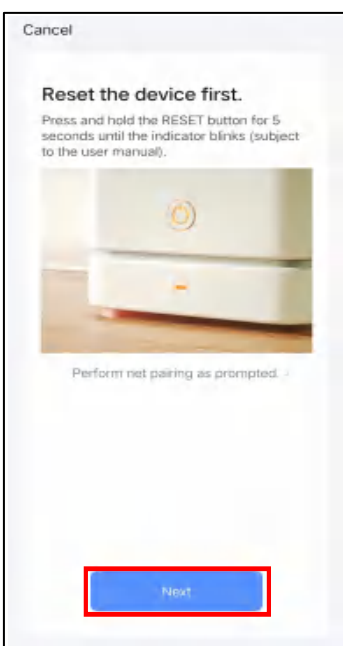 Cancel
Reset the device first.
Press and hold the RESET button for 5
seconds until the indicator blinks (subject
to the user manual).
Perform net pairing as prompted.
Next